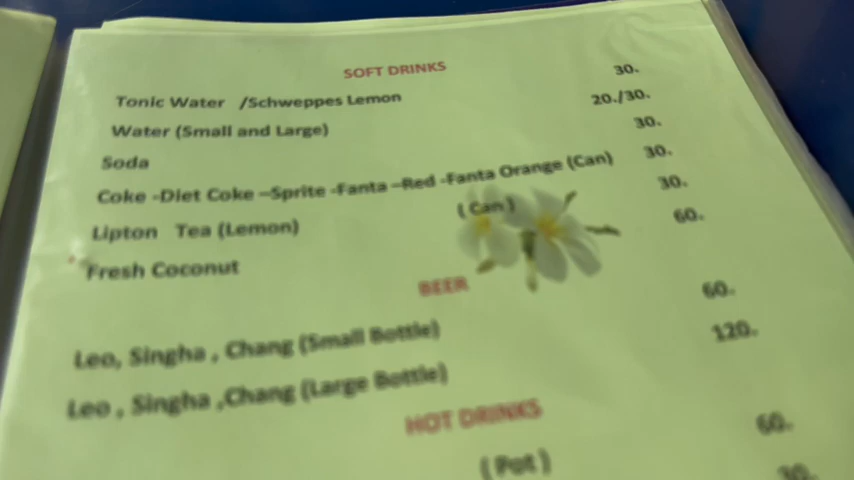 SOFT DRINKS
Tonic Water /Schweppes Lemon 30.
Water (Small and Large) 20./30.
Soda 30.
Coke -Diet Coke –Sprite -Fanta –Red -Fanta Orange (Can) 30.
Lipton Tea (Lemon) (Can) 30.
Fresh Coconut 60.
BEER
Leo, Singha , Chang (Small Bottle) 60.
Leo , Singha ,Chang (Large Bottle) 120.
HOT DRINKS
(Pot) 60.
30.